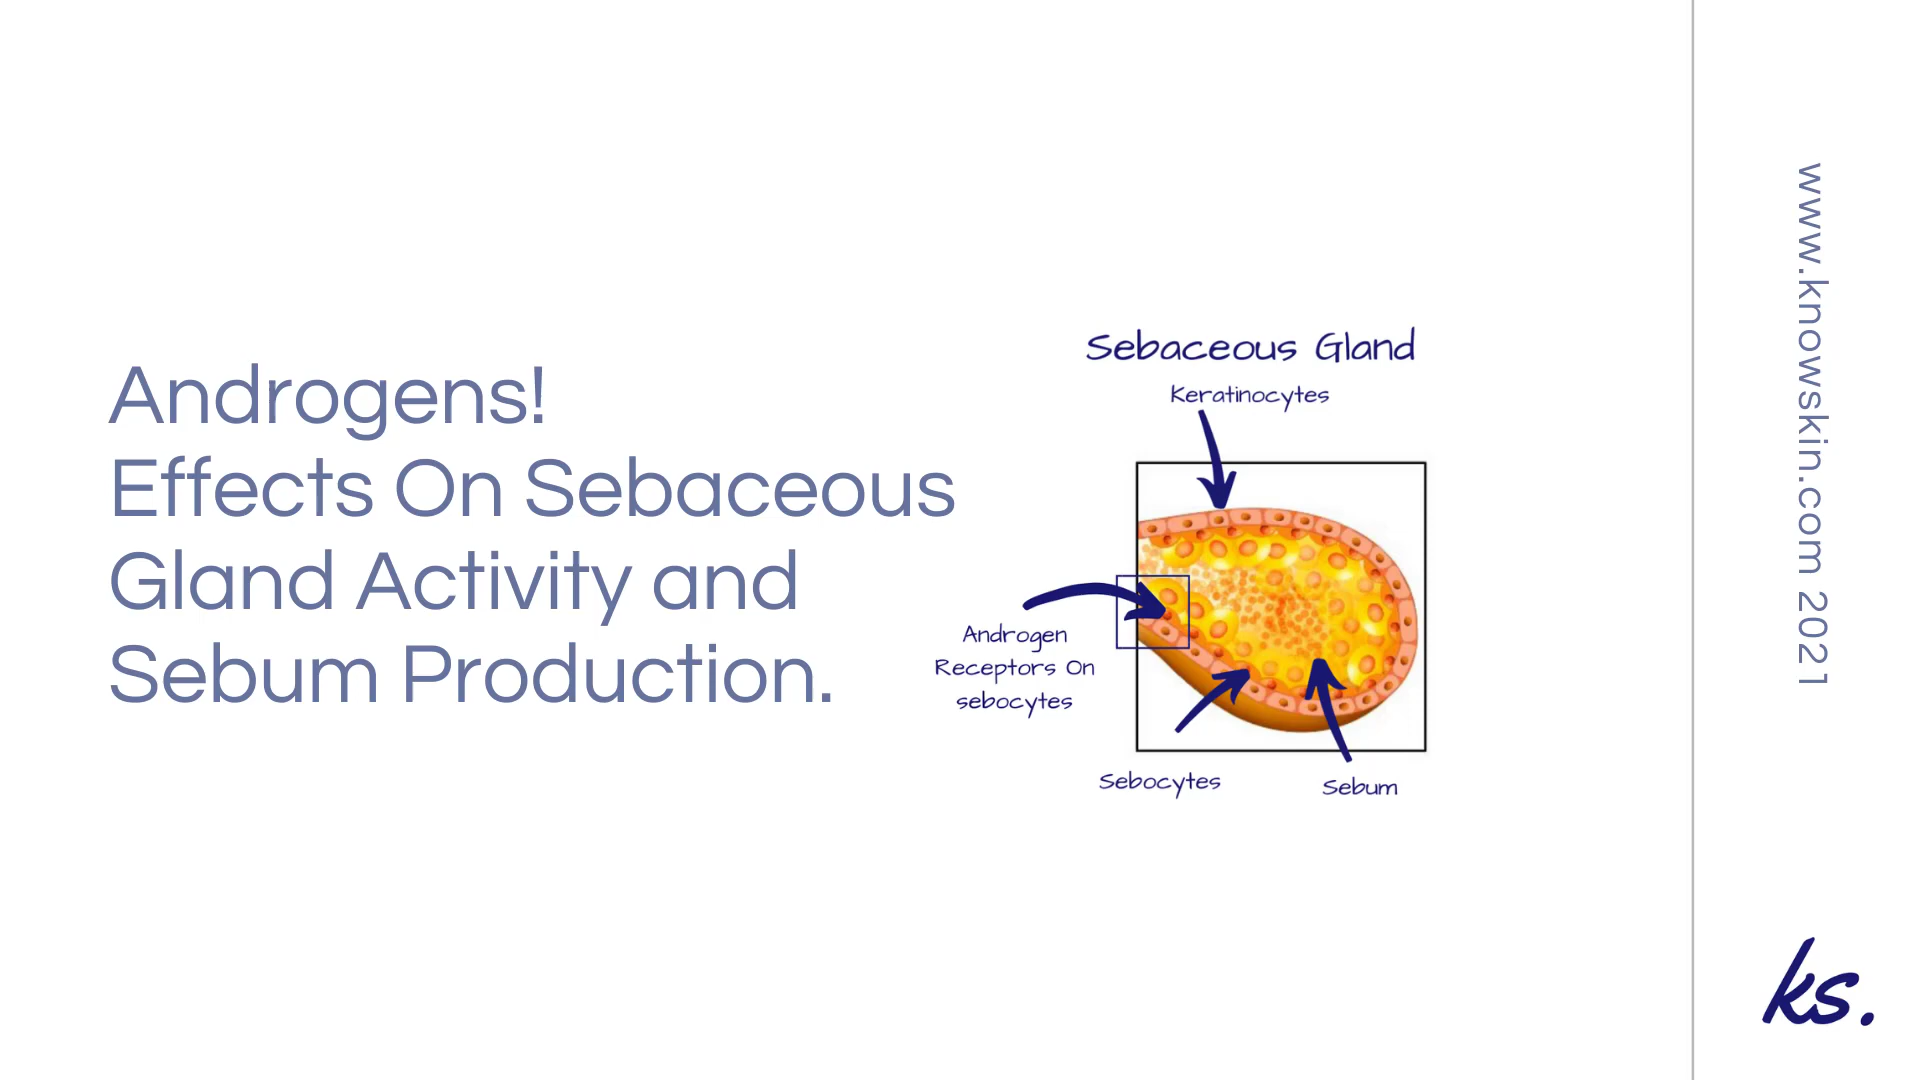 Androgens!
Effects On Sebaceous
Gland Activity and
Sebum Production.
Sebaceous Gland
Keratinocytes
Androgen
Receptors On
sebocytes
Sebocytes
Sebum
www.knowskin.com 2021
ks.